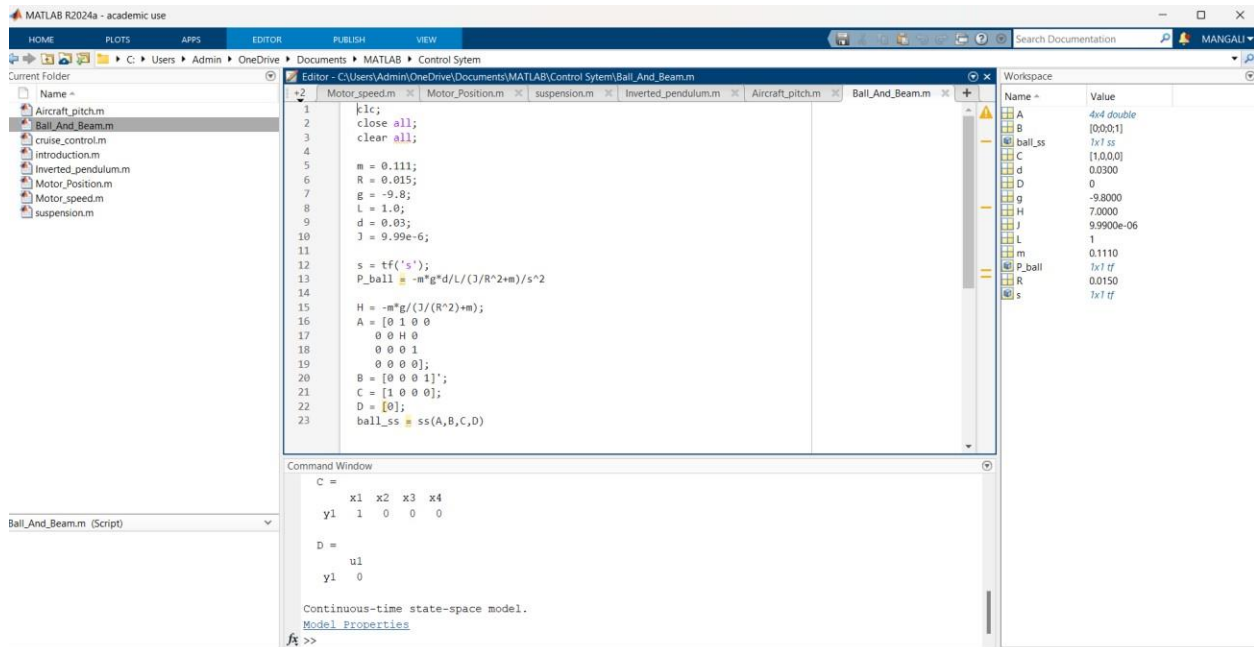 MATLAB R2024a - academic use
HOME PLOTS APPS EDITOR PUBLISH VIEW Search Documentation MANGALI
C: Users Admin OneDrive Documents MATLAB Control Sytem
Current Folder
Name
Aircraft_pitch.m
Ball_And_Beam.m
cruise_control.m
introduction.m
Inverted_pendulum.m
Motor_Position.m
Motor_speed.m
suspension.m
Ball_And_Beam.m (Script)
Editor - C:\Users\Admin\OneDrive\Documents\MATLAB\Control Sytem\Ball_And_Beam.m
+2 Motor_speed.m Motor_Position.m suspension.m Inverted_pendulum.m Aircraft_pitch.m Ball_And_Beam.m +
1 clc;
2 close all;
3 clear all;
4
5 m = 0.111;
6 R = 0.015;
7 g = -9.8;
8 L = 1.0;
9 d = 0.03;
10 J = 9.99e-6;
11
12 s = tf('s');
13 P_ball = -m*g*d/L/(J/R^2+m)/s^2
14
15 H = -m*g/(J/(R^2)+m);
16 A = [0 1 0 0
17 0 0 H 0
18 0 0 0 1
19 0 0 0 0];
20 B = [0 0 0 1]';
21 C = [1 0 0 0];
22 D = [0];
23 ball_ss = ss(A,B,C,D)
Command Window
C =
x1 x2 x3 x4
y1 1 0 0 0
D =
u1
y1 0
Continuous-time state-space model.
Model Properties
fx >>
Workspace
Name Value
A 4x4 double
B [0;0;0;1]
ball_ss 1x1 ss
C [1,0,0,0]
d 0.0300
D 0
g -9.8000
H 7.0000
J 9.9900e-06
L 1
m 0.1110
P_ball 1x1 tf
R 0.0150
s 1x1 tf